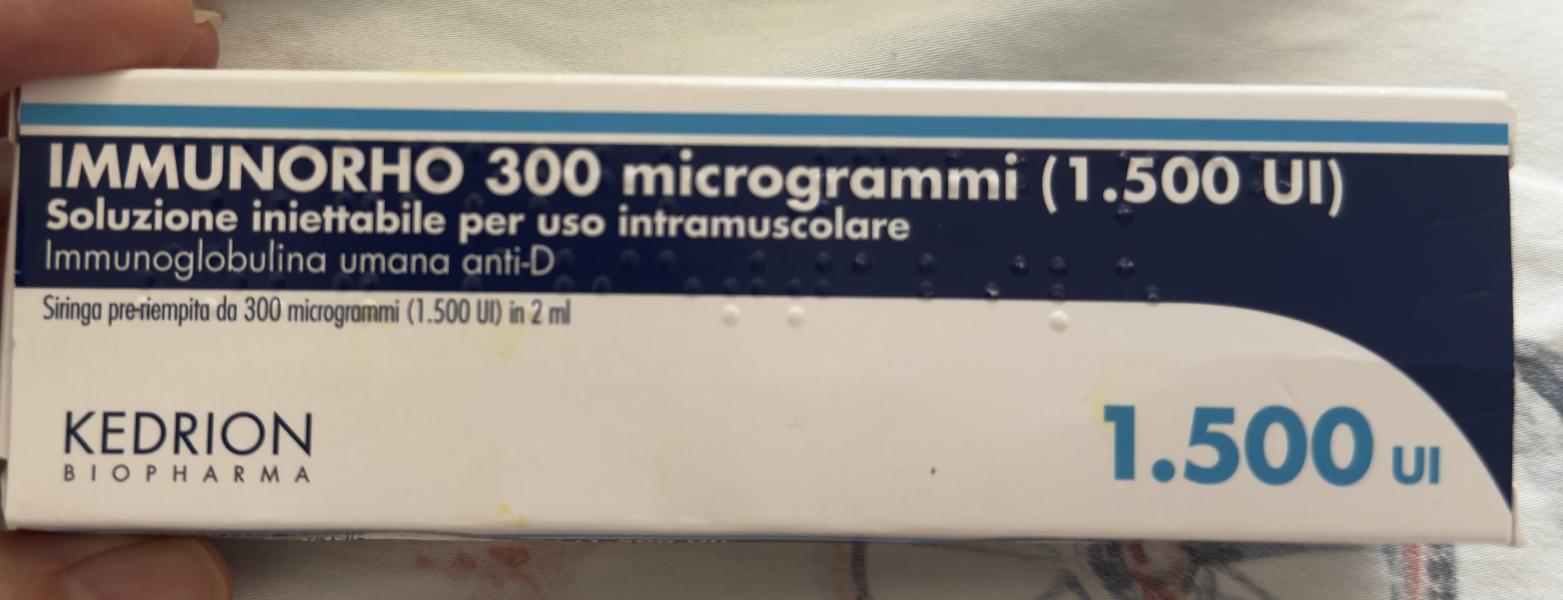 IMMUNORHO 300 microgrammi (1.500 UI)
Soluzione iniettabile per uso intramuscolare
Immunoglobulina umana anti-D
Siringa pre-riempita da 300 microgrammi (1.500 UI) in 2 ml
KEDRION
BIOPHARMA
1.500 UI